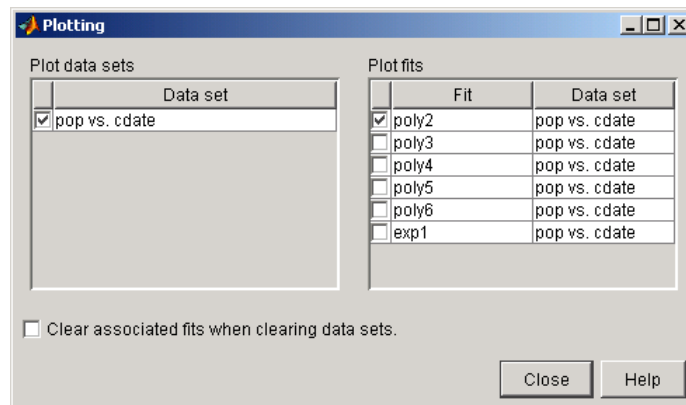 Plotting
Plot data sets
Data set
pop vs. cdate
Plot fits
Fit Data set
poly2 pop vs. cdate
poly3 pop vs. cdate
poly4 pop vs. cdate
poly5 pop vs. cdate
poly6 pop vs. cdate
exp1 pop vs. cdate
Clear associated fits when clearing data sets.
Close Help